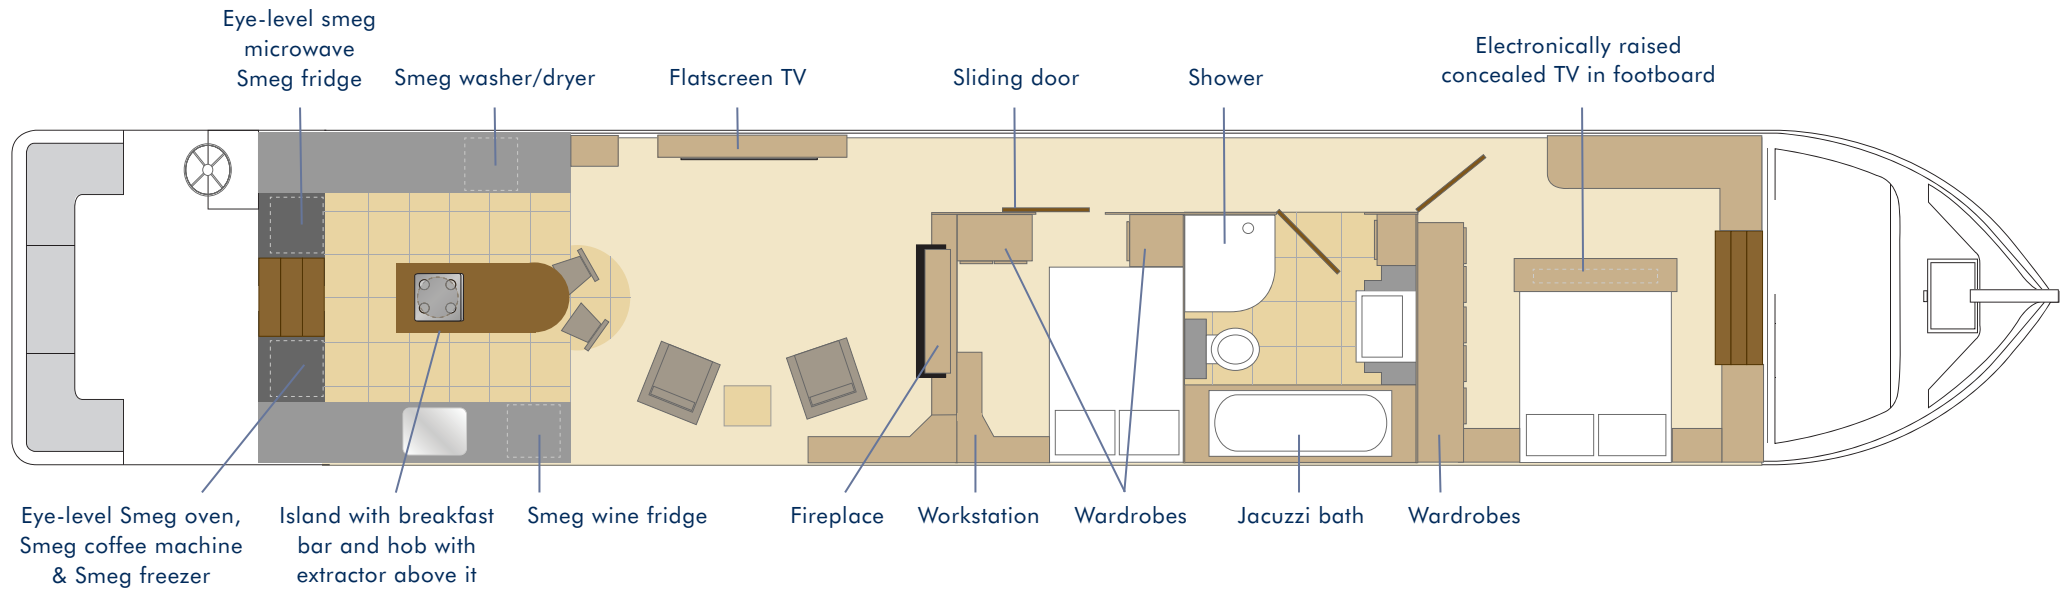 Eye-level smeg
microwave
Smeg fridge
Smeg washer/dryer
Flatscreen TV
Sliding door
Shower
Electronically raised
concealed TV in footboard
Eye-level Smeg oven,
Smeg coffee machine
& Smeg freezer
Island with breakfast
bar and hob with
extractor above it
Smeg wine fridge
Fireplace
Workstation
Wardrobes
Jacuzzi bath
Wardrobes